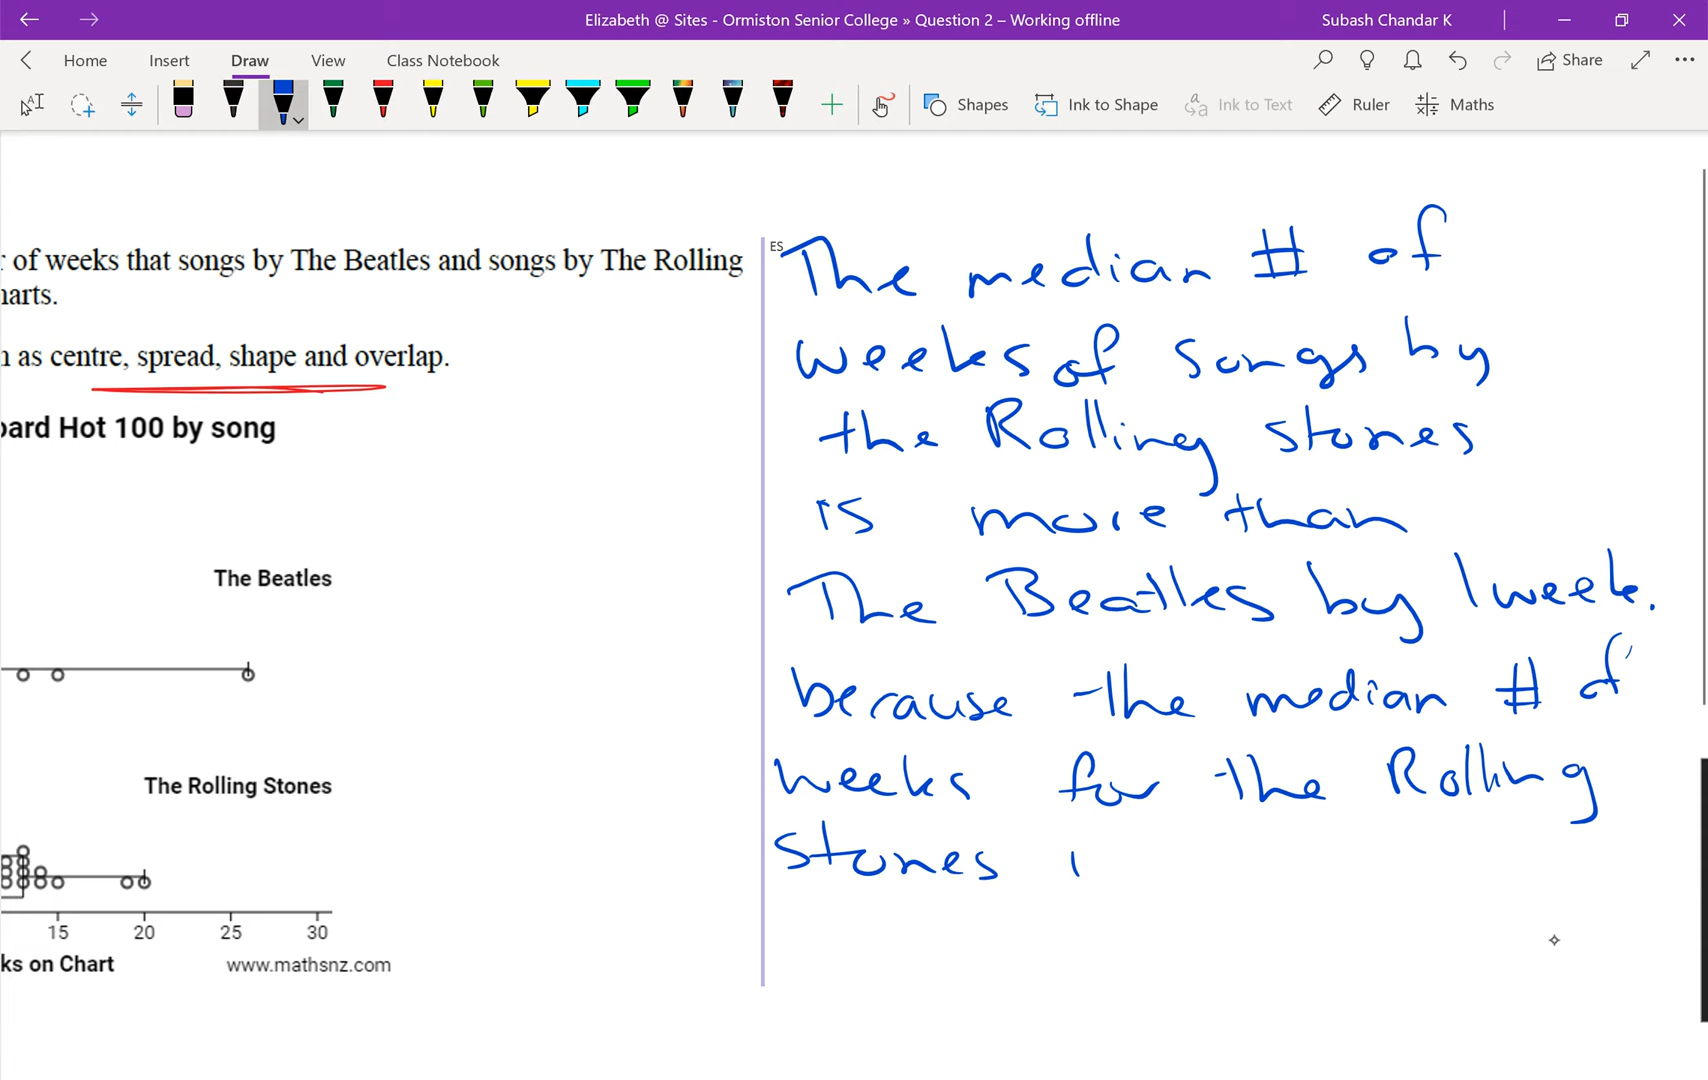 Elizabeth @ Sites - Ormiston Senior College » Question 2 – Working offline
Subash Chandar K
Home Insert Draw View Class Notebook
Share
Shapes Ink to Shape Ink to Text Ruler Maths
of weeks that songs by The Beatles and songs by The Rolling
harts.
as centre, spread, shape and overlap.
oard Hot 100 by song
The Beatles
The Rolling Stones
15 20 25 30
ks on Chart
www.mathsnz.com
ES
The median # of
weeks of songs by
the Rolling stones
is more than
The Beatles by 1 week.
because the median # of
weeks for the Rolling
stones